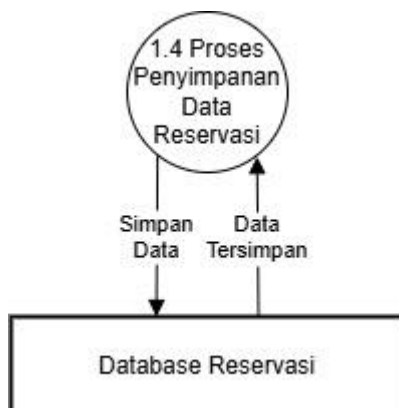 1.4 Proses
Penyimpanan
Data
Reservasi
Simpan
Data
Data
Tersimpan
Database Reservasi